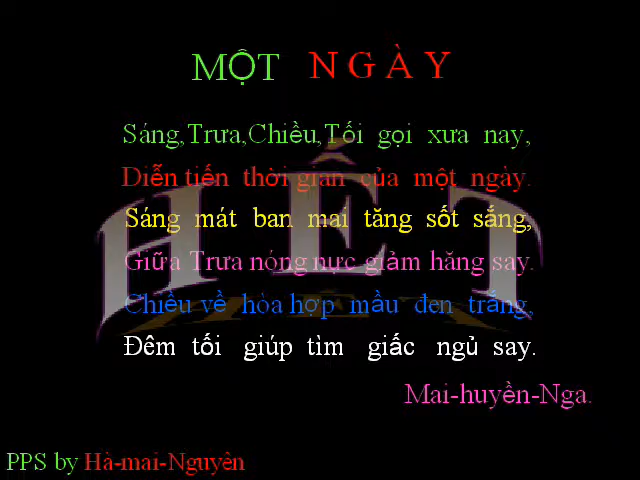 MỘT NGÀY
Sáng,Trưa,Chiều,Tối gọi xưa nay,
Diễn tiến thời gian của một ngày.
Sáng mát ban mai tăng sốt sắng,
Giữa Trưa nóng nực giảm hăng say.
Chiều về hòa hợp mầu đen trắng,
Đêm tối giúp tìm giấc ngủ say.
HẾT
Mai-huyền-Nga.
PPS by Hà-mai-Nguyên